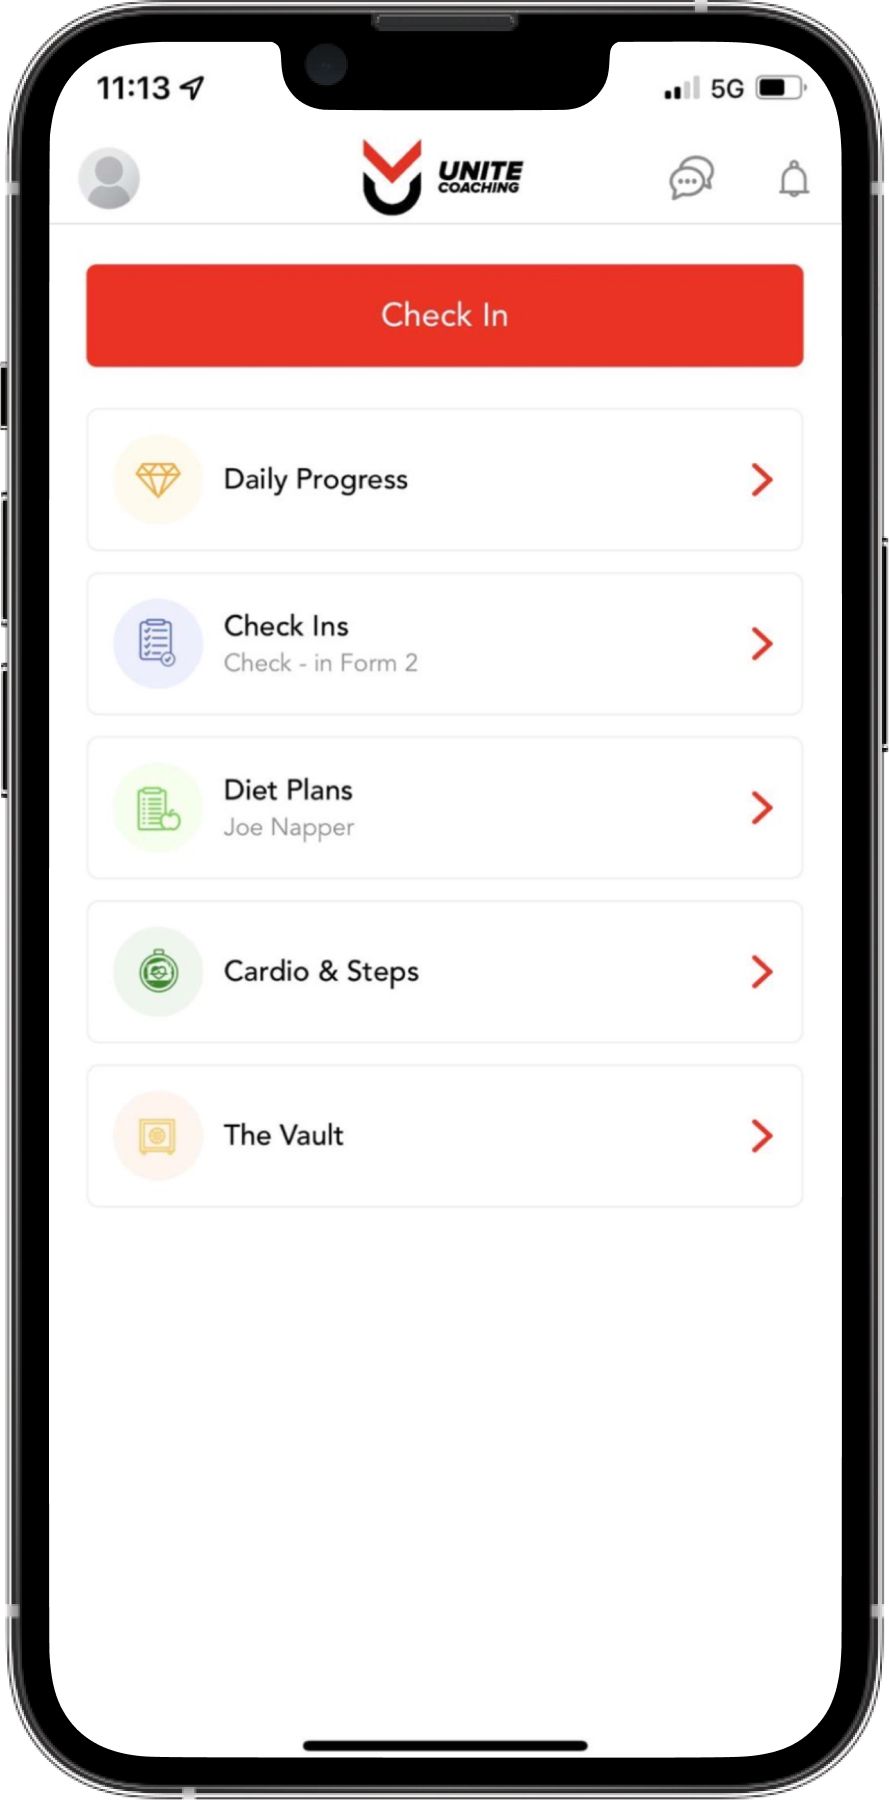 11:13
5G
UNITE
COACHING
Check In
Daily Progress
Check Ins
Check - in Form 2
Diet Plans
Joe Napper
Cardio & Steps
The Vault